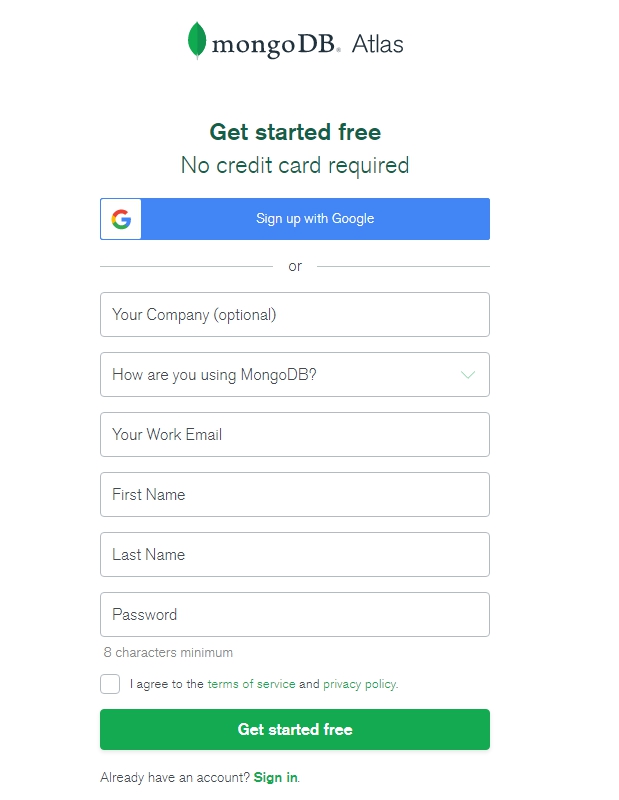 mongoDB. Atlas
Get started free
No credit card required
Sign up with Google
or
Your Company (optional)
How are you using MongoDB?
Your Work Email
First Name
Last Name
Password
8 characters minimum
I agree to the terms of service and privacy policy.
Get started free
Already have an account? Sign in.